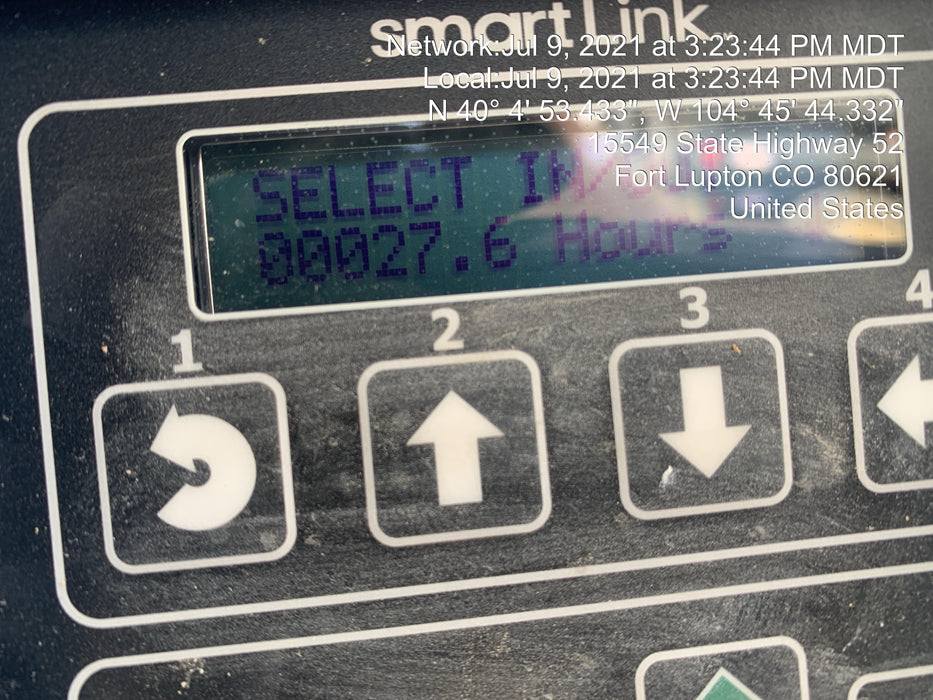 smartLink
Network:Jul 9, 2021 at 3:23:44 PM MDT
Local:Jul 9, 2021 at 3:23:44 PM MDT
N 40° 4' 53.433", W 104° 45' 44.332"
15549 State Highway 52
Fort Lupton CO 80621
United States
SELECT
00027.6 Hours
1 2 3 4